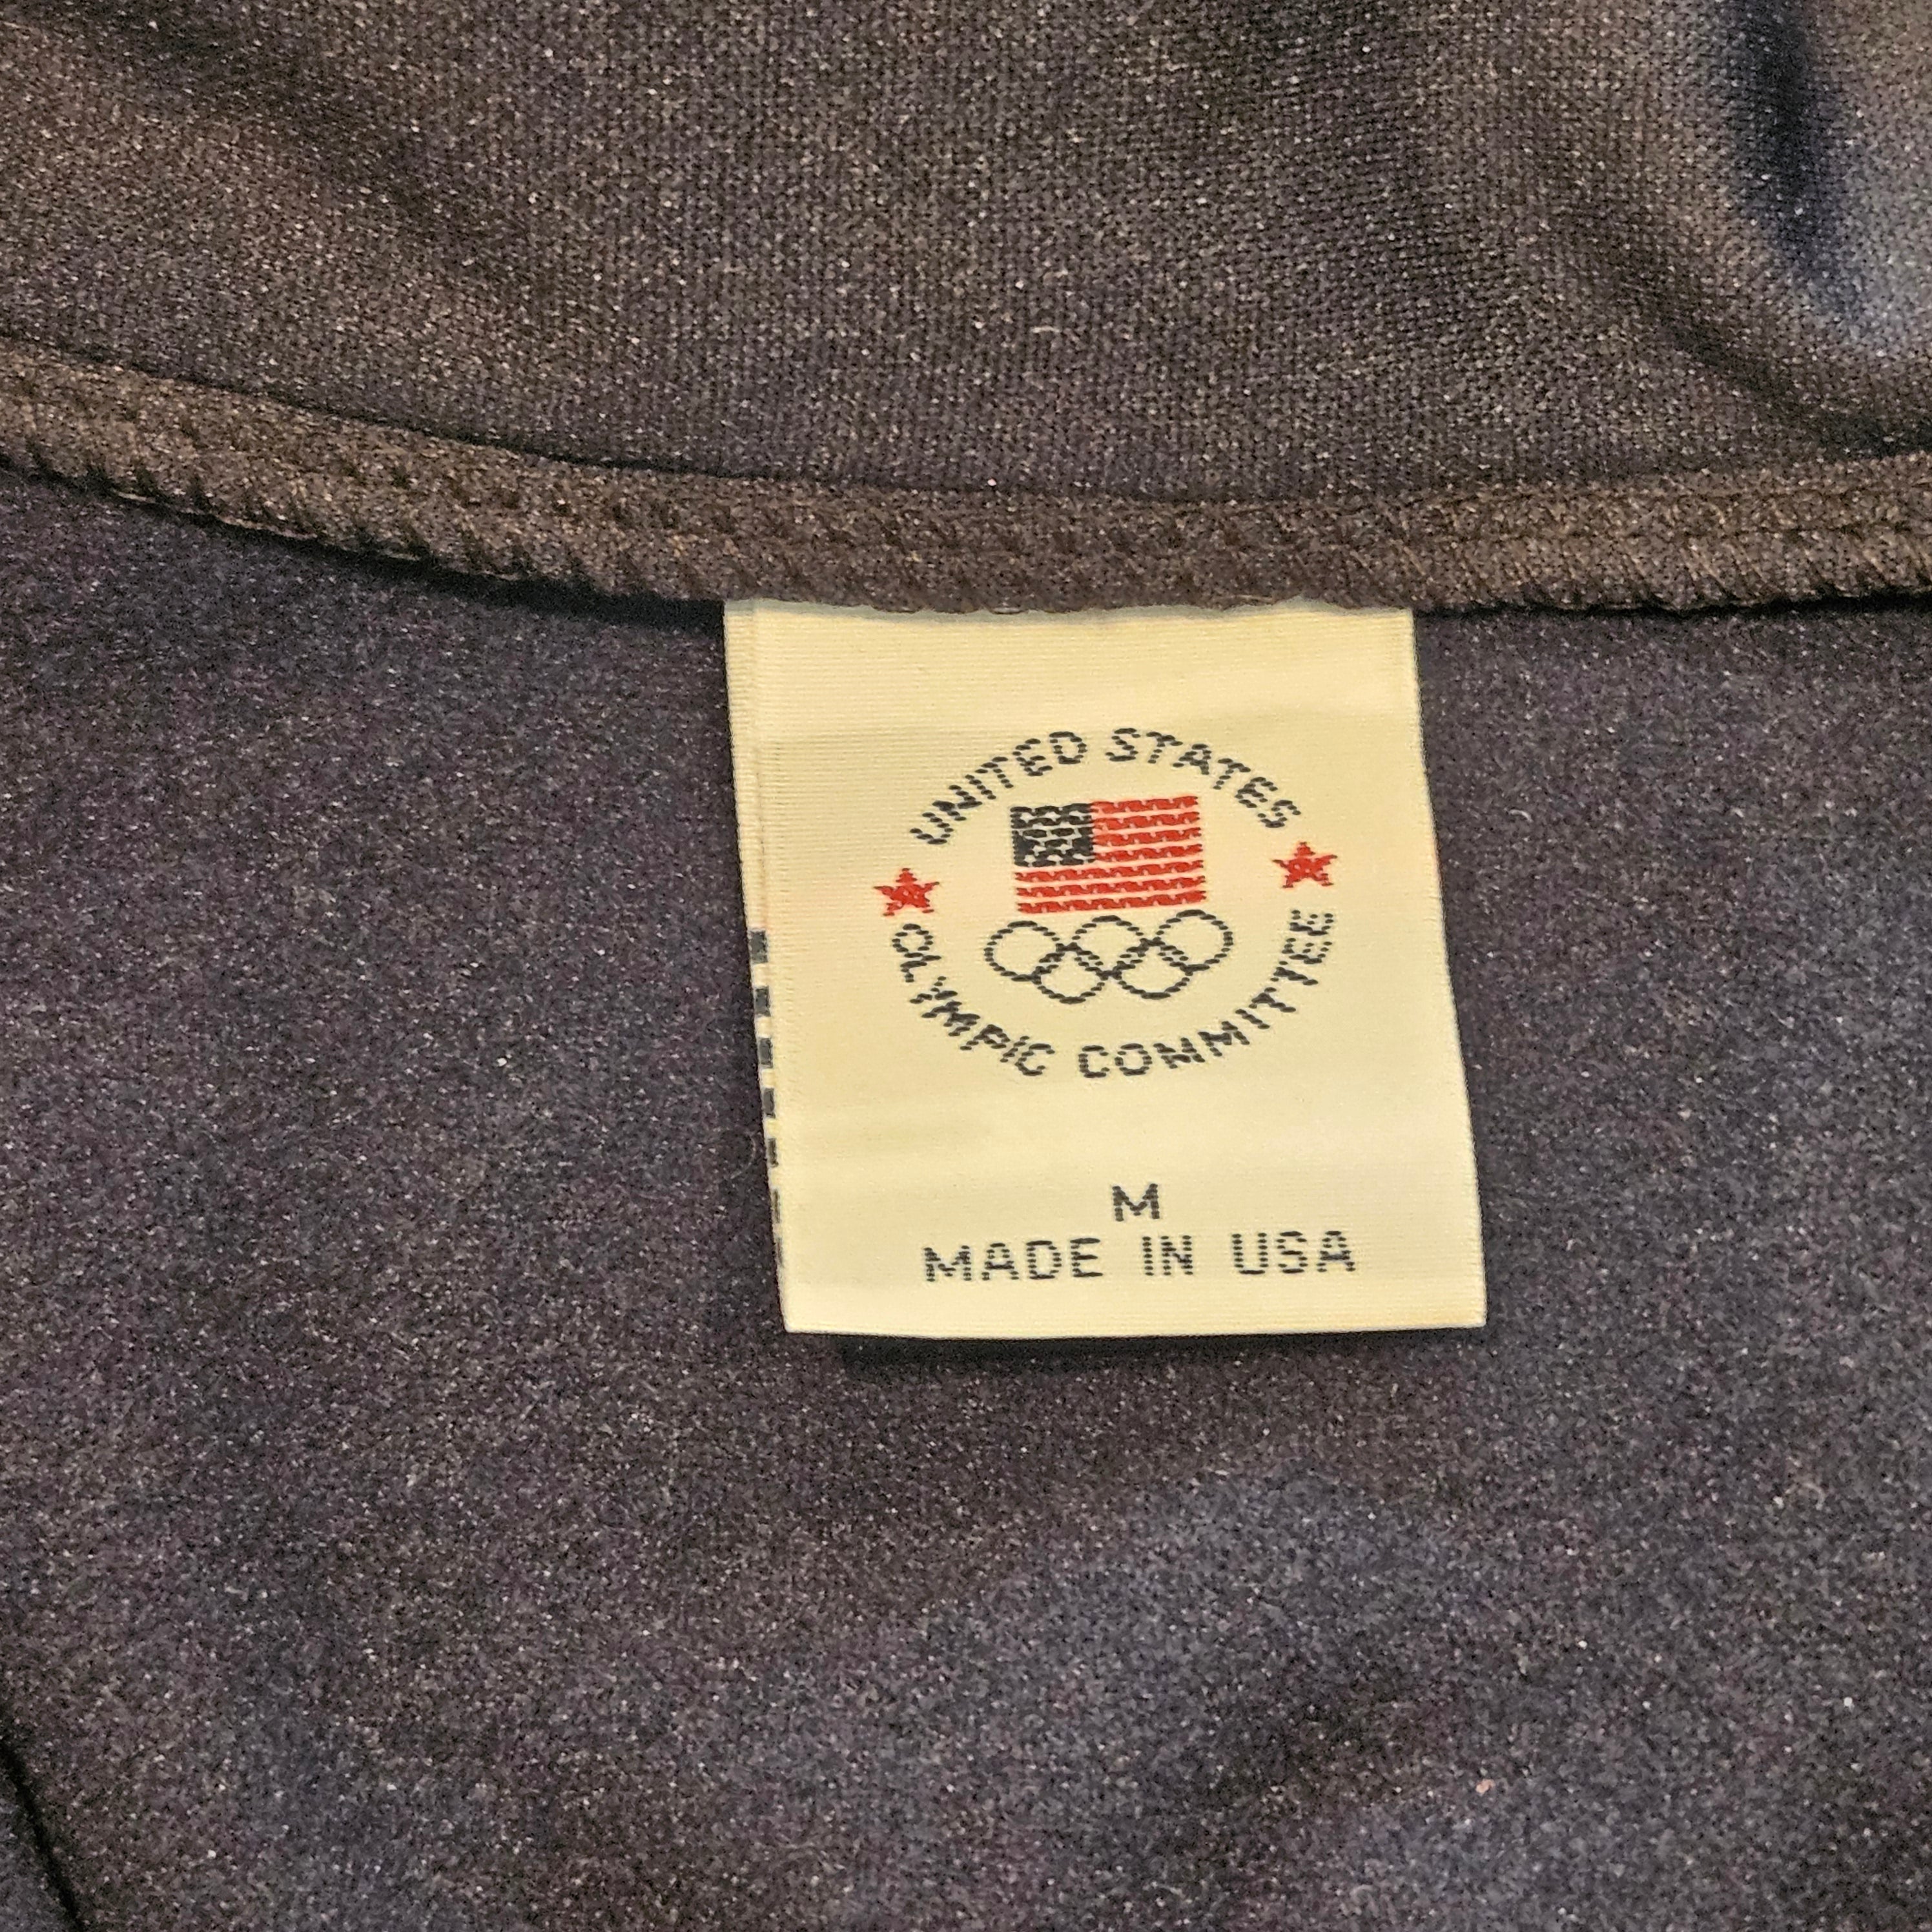 UNITED STATES
OLYMPIC COMMITTEE
M
MADE IN USA